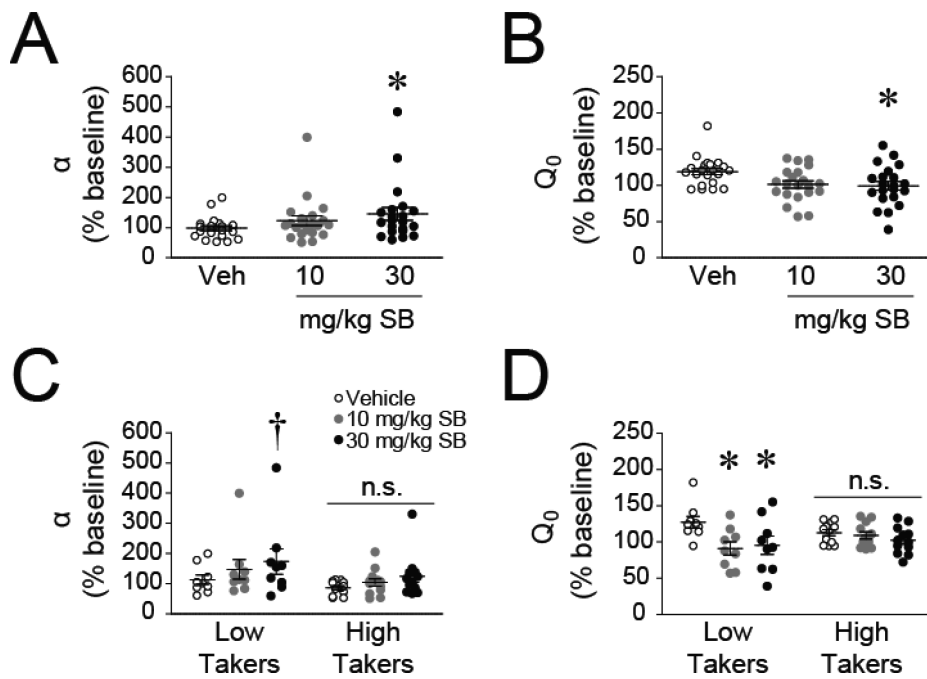 A
α
(% baseline)
600
500
400
300
200
100
0
*
Veh
10
30
mg/kg SB
B
Q0
(% baseline)
250
200
150
100
50
0
*
Veh
10
30
mg/kg SB
C
α
(% baseline)
600
500
400
300
200
100
0
†
Vehicle
10 mg/kg SB
30 mg/kg SB
n.s.
Low
Takers
High
Takers
D
Q0
(% baseline)
250
200
150
100
50
0
* *
n.s.
Low
Takers
High
Takers